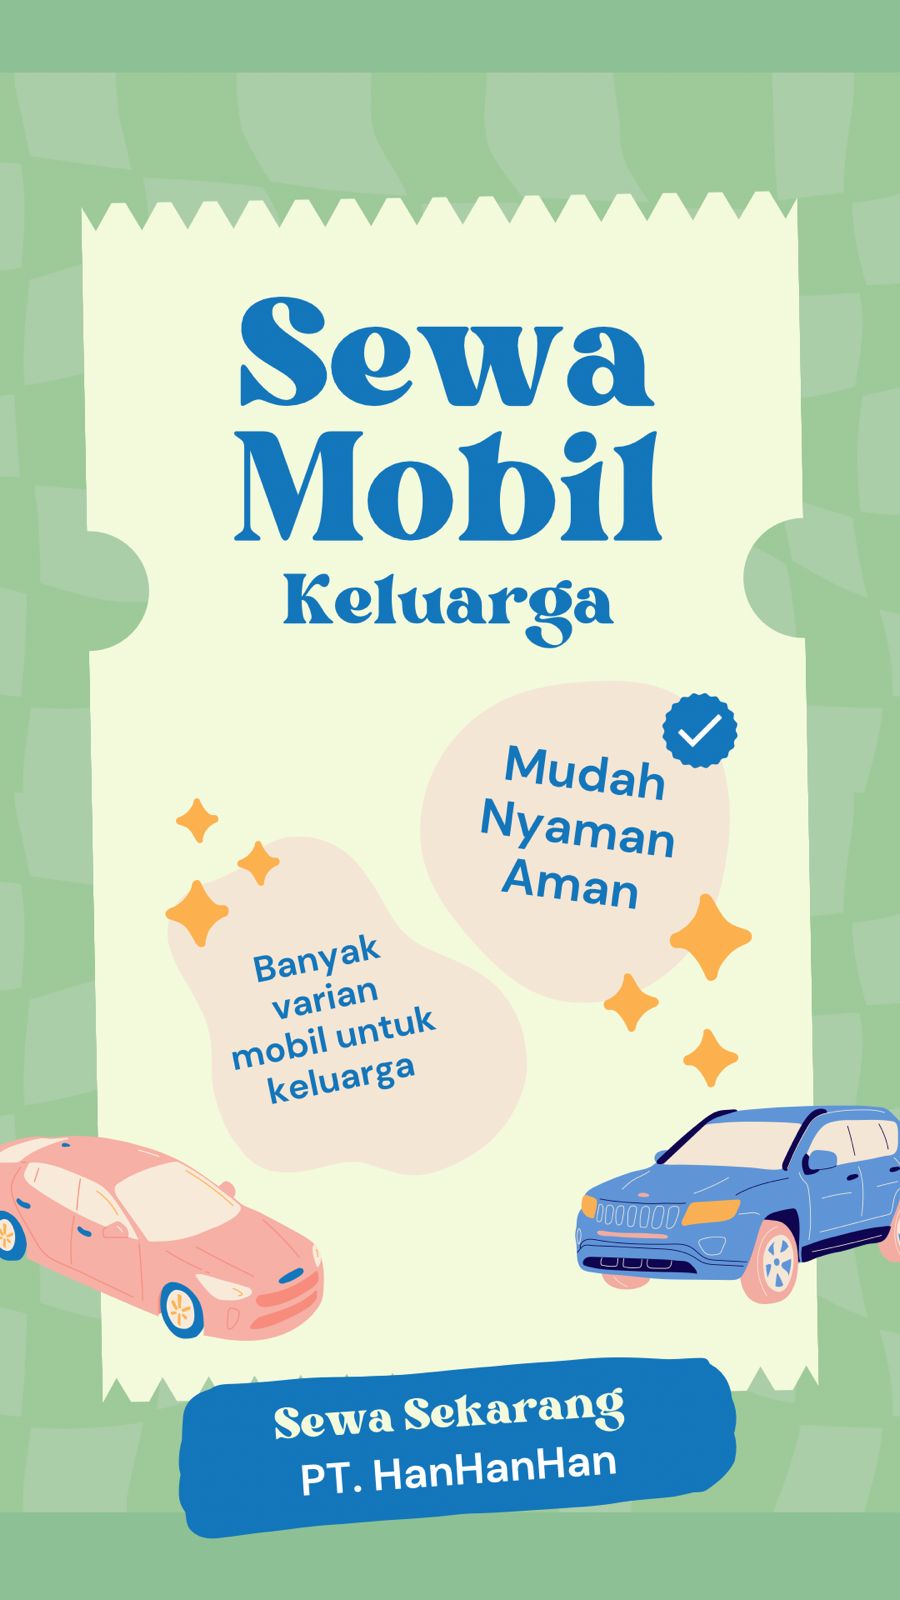 Sewa
Mobil
Keluarga
Mudah
Nyaman
Aman
Banyak
varian
mobil untuk
keluarga
Sewa Sekarang
PT. HanHanHan